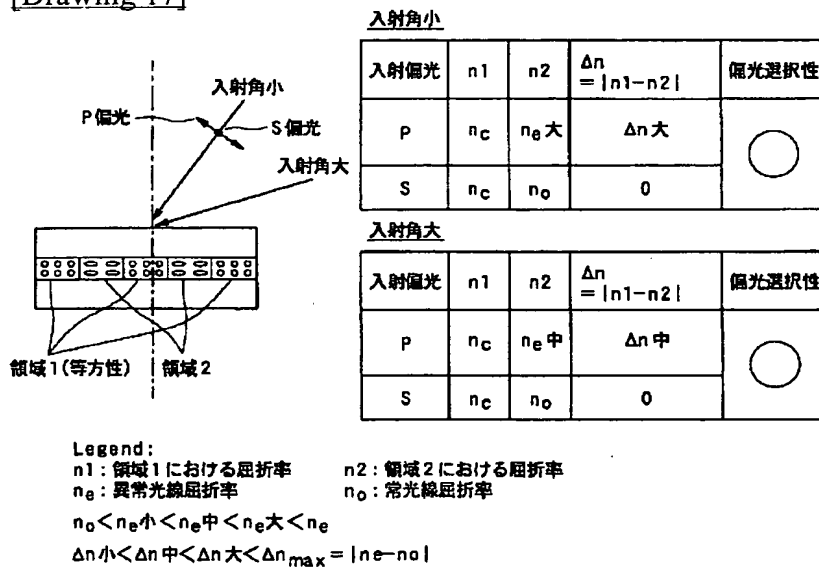 [Drawing 17]
入射角小
入射偏光 n1 n2 Δn =|n1-n2| 偏光選択性
P nc ne大 Δn大 ○
S nc no 0
入射角大
入射偏光 n1 n2 Δn =|n1-n2| 偏光選択性
P nc ne中 Δn中 ○
S nc no 0
入射角小
P偏光
S偏光
入射角大
領域1(等方性) 領域2
Legend:
n1:領域1における屈折率 n2:領域2における屈折率
ne:異常光線屈折率 no:常光線屈折率
no<ne小<ne中<ne大<ne
Δn小<Δn中<Δn大<Δnmax=|ne-no|